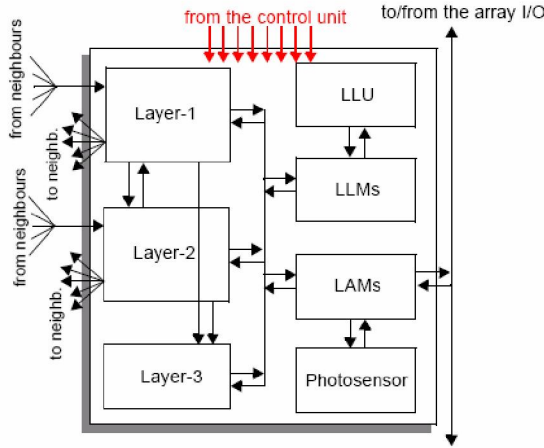 from the control unit
to/from the array I/O
from neighbours
Layer-1
LLU
to neighb.
LLMs
from neighbours
Layer-2
LAMs
to neighb.
Layer-3
Photosensor